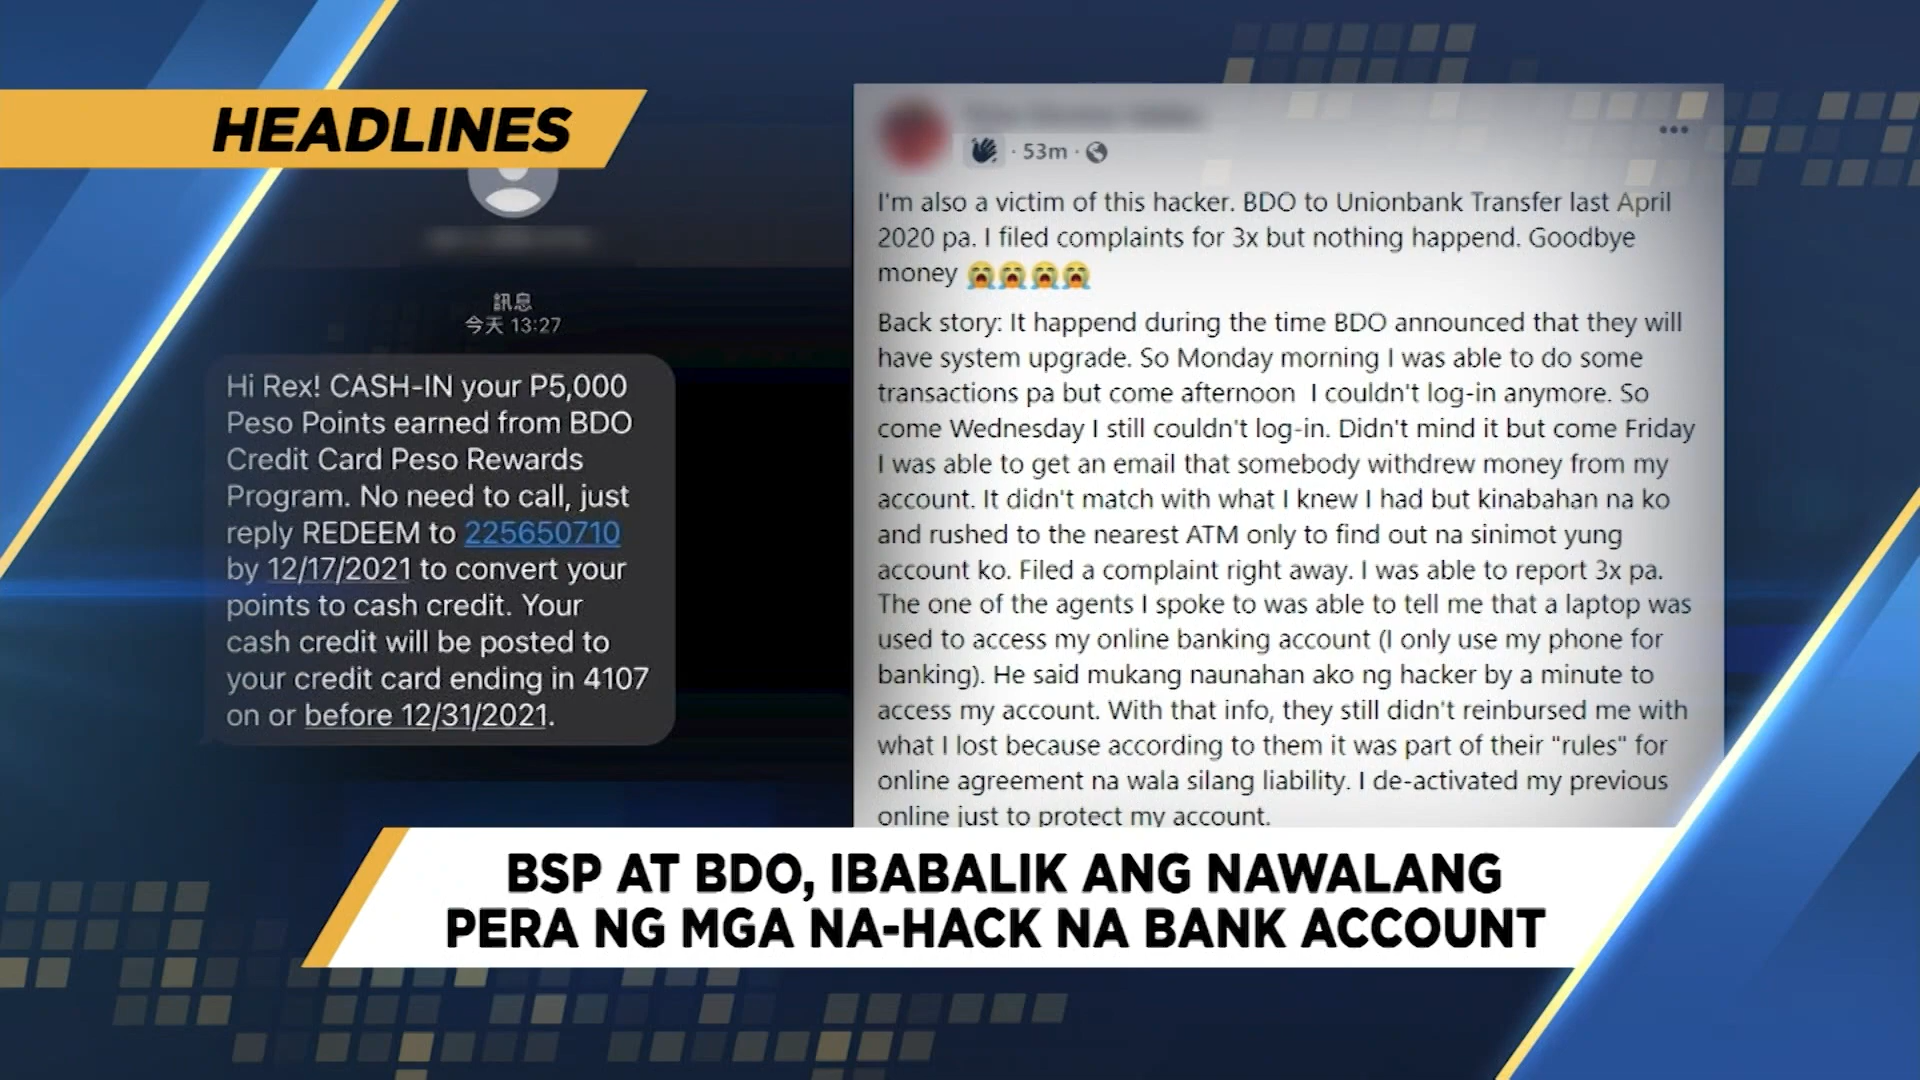 HEADLINES
訊息
今天 13:27
Hi Rex! CASH-IN your P5,000
Peso Points earned from BDO
Credit Card Peso Rewards
Program. No need to call, just
reply REDEEM to 225650710
by 12/17/2021 to convert your
points to cash credit. Your
cash credit will be posted to
your credit card ending in 4107
on or before 12/31/2021.
· 53m ·
I'm also a victim of this hacker. BDO to Unionbank Transfer last April
2020 pa. I filed complaints for 3x but nothing happend. Goodbye
money 😭😭😭😭
Back story: It happend during the time BDO announced that they will
have system upgrade. So Monday morning I was able to do some
transactions pa but come afternoon I couldn't log-in anymore. So
come Wednesday I still couldn't log-in. Didn't mind it but come Friday
I was able to get an email that somebody withdrew money from my
account. It didn't match with what I knew I had but kinabahan na ko
and rushed to the nearest ATM only to find out na sinimot yung
account ko. Filed a complaint right away. I was able to report 3x pa.
The one of the agents I spoke to was able to tell me that a laptop was
used to access my online banking account (I only use my phone for
banking). He said mukang naunahan ako ng hacker by a minute to
access my account. With that info, they still didn't reinbursed me with
what I lost because according to them it was part of their "rules" for
online agreement na wala silang liability. I de-activated my previous
online just to protect my account.
BSP AT BDO, IBABALIK ANG NAWALANG
PERA NG MGA NA-HACK NA BANK ACCOUNT